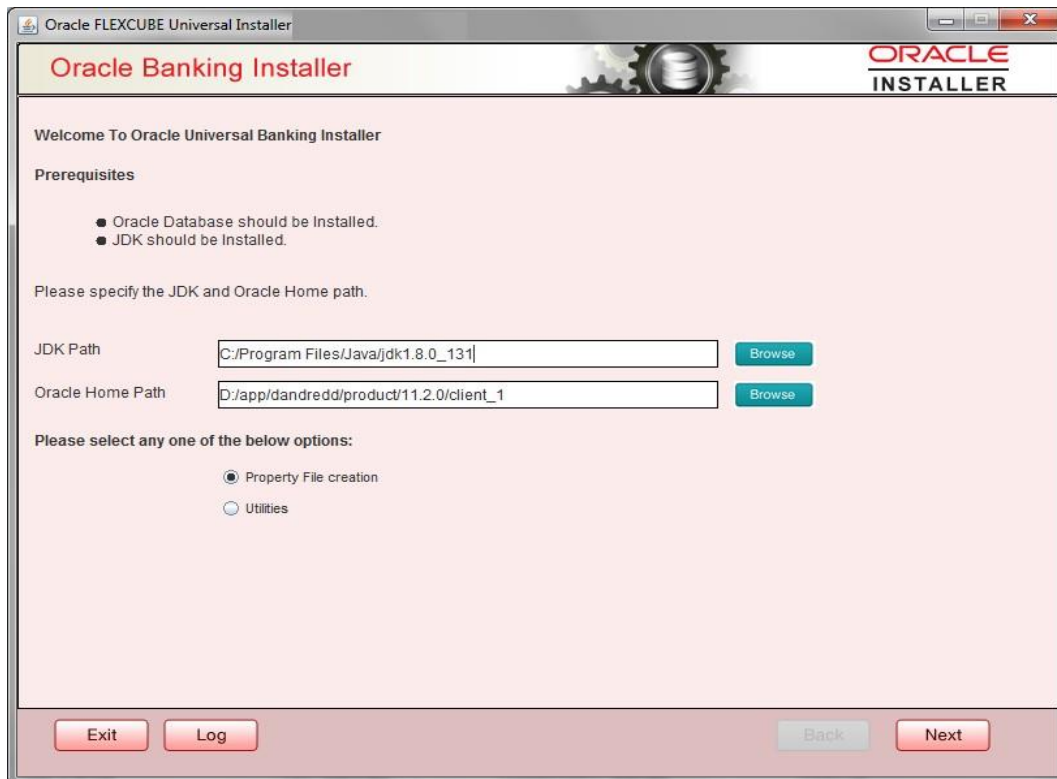 Oracle FLEXCUBE Universal Installer
Oracle Banking Installer
ORACLE
INSTALLER
Welcome To Oracle Universal Banking Installer
Prerequisites
Oracle Database should be Installed.
JDK should be Installed.
Please specify the JDK and Oracle Home path.
JDK Path
C:/Program Files/Java/jdk1.8.0_131
Browse
Oracle Home Path
D:/app/dandredd/product/11.2.0/client_1
Browse
Please select any one of the below options:
Property File creation
Utilities
Exit
Log
Back
Next